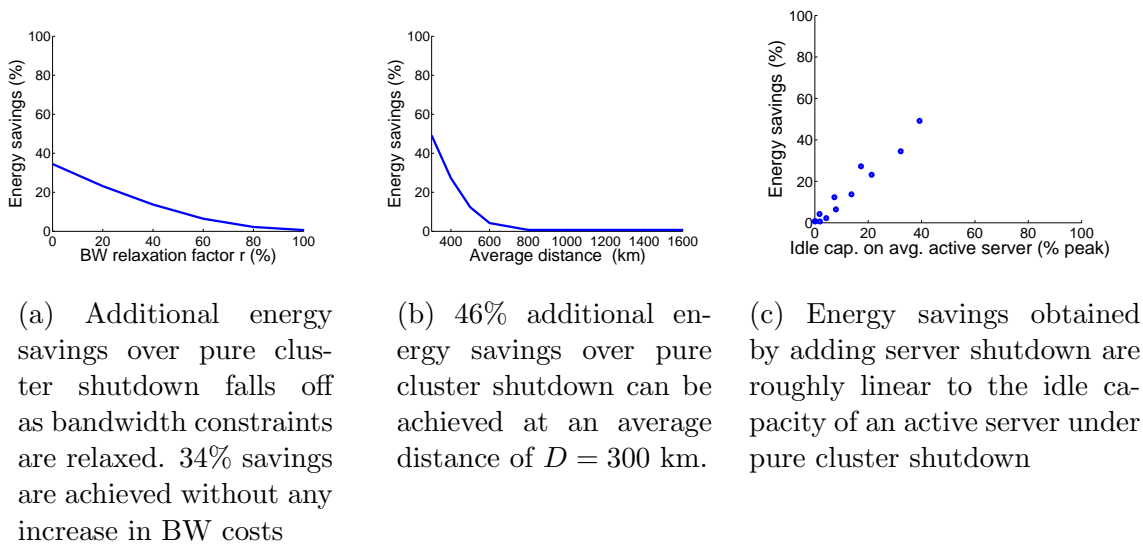 100
80
60
40
20
0
Energy savings (%)
0 20 40 60 80 100
BW relaxation factor r (%)
100
80
60
40
20
0
Energy savings (%)
400 600 800 1000 1200 1400 1600
Average distance (km)
100
80
60
40
20
0
Energy savings (%)
0 20 40 60 80 100
Idle cap. on avg. active server (% peak)
(a) Additional energy
savings over pure clus-
ter shutdown falls off
as bandwidth constraints
are relaxed. 34% savings
are achieved without any
increase in BW costs
(b) 46% additional en-
ergy savings over pure
cluster shutdown can be
achieved at an average
distance of D = 300 km.
(c) Energy savings obtained
by adding server shutdown are
roughly linear to the idle ca-
pacity of an active server under
pure cluster shutdown